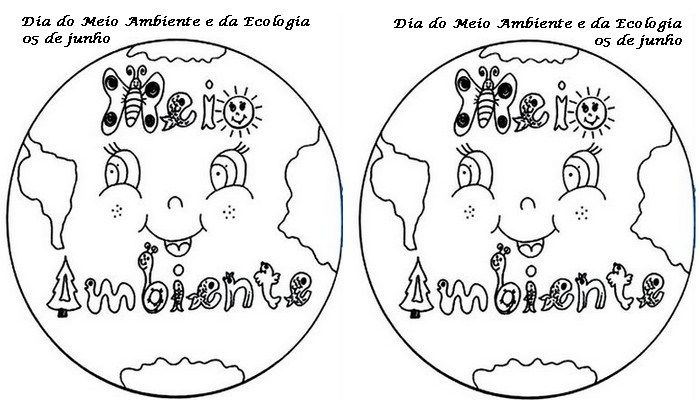 Dia do Meio Ambiente e da Ecologia
05 de junho
Meio
Ambiente
Dia do Meio Ambiente e da Ecologia
05 de junho
Meio
Ambiente